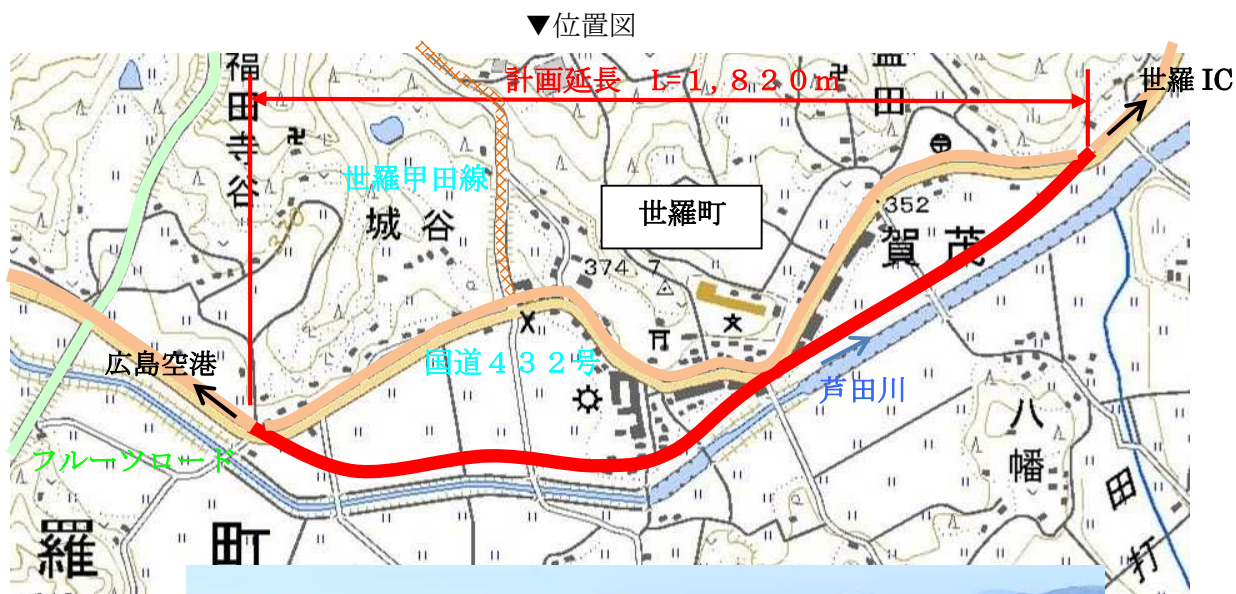 ▼位置図
計画延長 L=1,820m
世羅IC
福田寺谷
田
世羅甲田線
城谷
世羅町
352
賀茂
374.7
広島空港
国道432号
芦田川
フルーツロード
八幡
田打
羅町